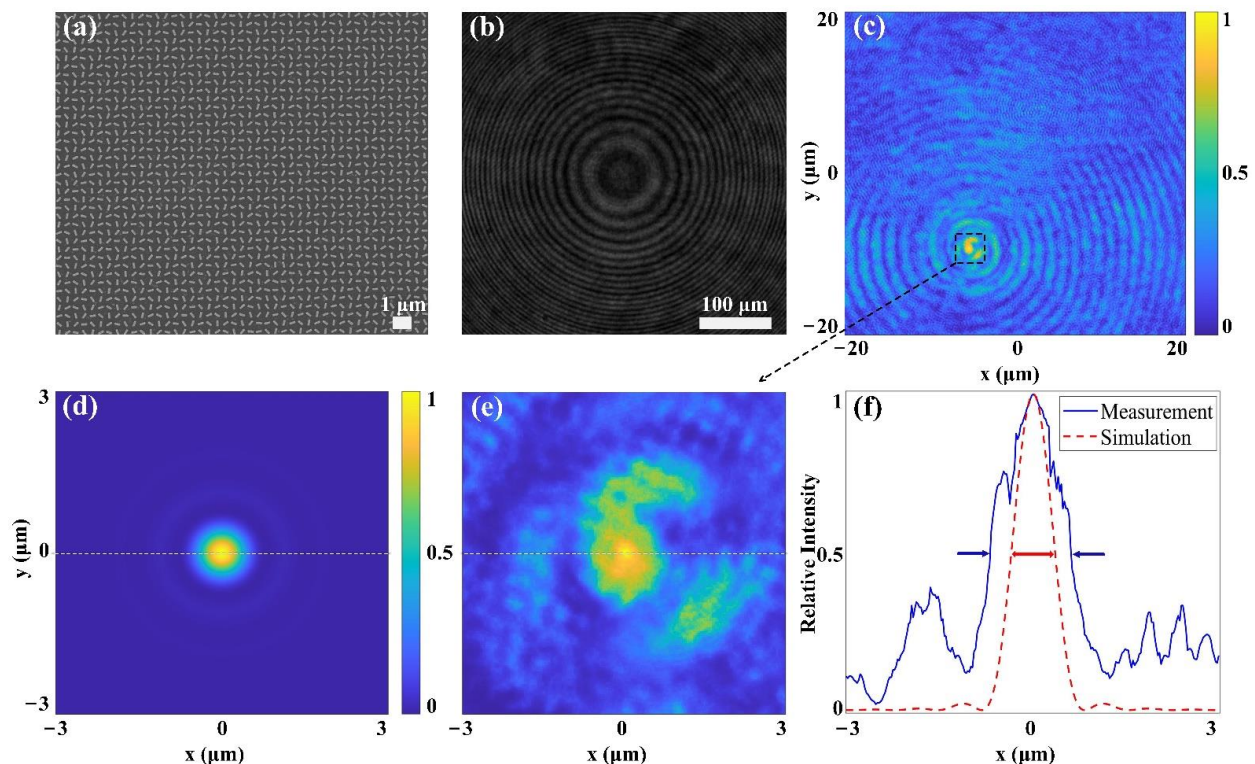 (a)
1 μm
(b)
100 μm
(c)
20
0
−20
y (μm)
−20
0
20
x (μm)
1
0.5
0
(d)
3
0
−3
y (μm)
−3
0
3
x (μm)
1
0.5
0
(e)
−3
0
3
x (μm)
(f)
Measurement
Simulation
1
0.5
0
Relative Intensity
−3
0
3
x (μm)